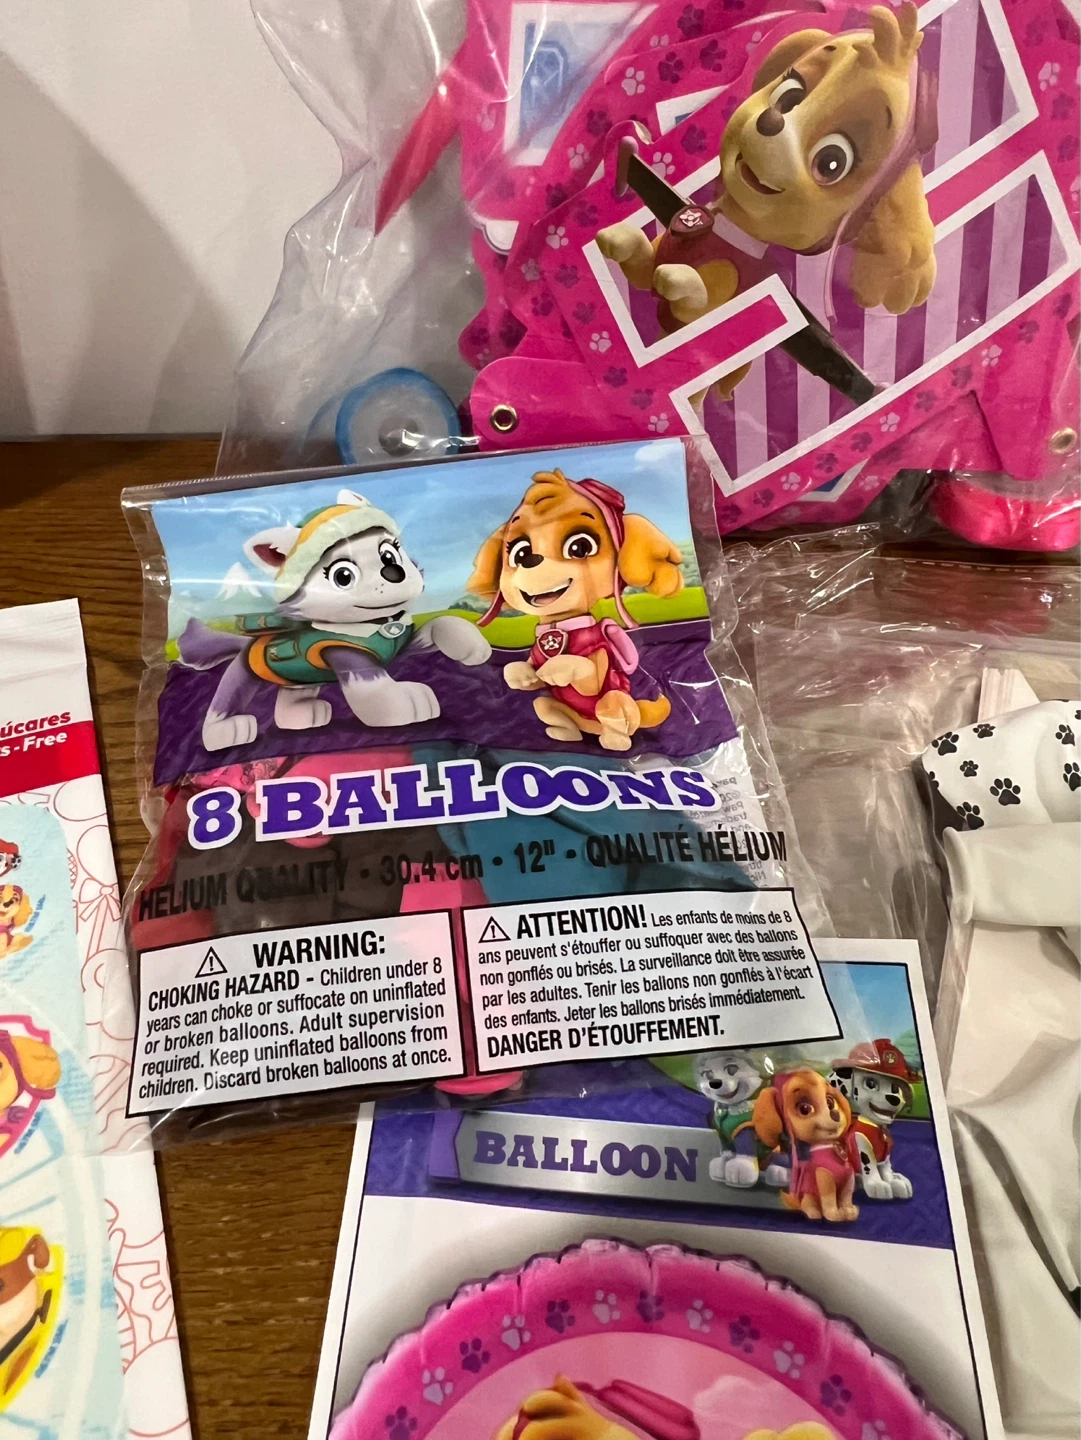 úcares
s-Free
8 BALLOONS
HELIUM QUALITY • 30.4 cm • 12" • QUALITÉ HÉLIUM
WARNING:
CHOKING HAZARD – Children under 8
years can choke or suffocate on uninflated
or broken balloons. Adult supervision
required. Keep uninflated balloons from
children. Discard broken balloons at once.
ATTENTION! Les enfants de moins de 8
ans peuvent s'étouffer ou suffoquer avec des ballons
non gonflés ou brisés. La surveillance doit être assurée
par les adultes. Tenir les ballons non gonflés à l'écart
des enfants. Jeter les ballons brisés immédiatement.
DANGER D'ÉTOUFFEMENT.
BALLOON